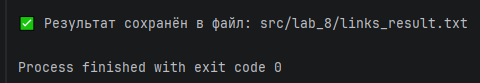 ✅ Результат сохранён в файл: src/lab_8/links_result.txt
Process finished with exit code 0